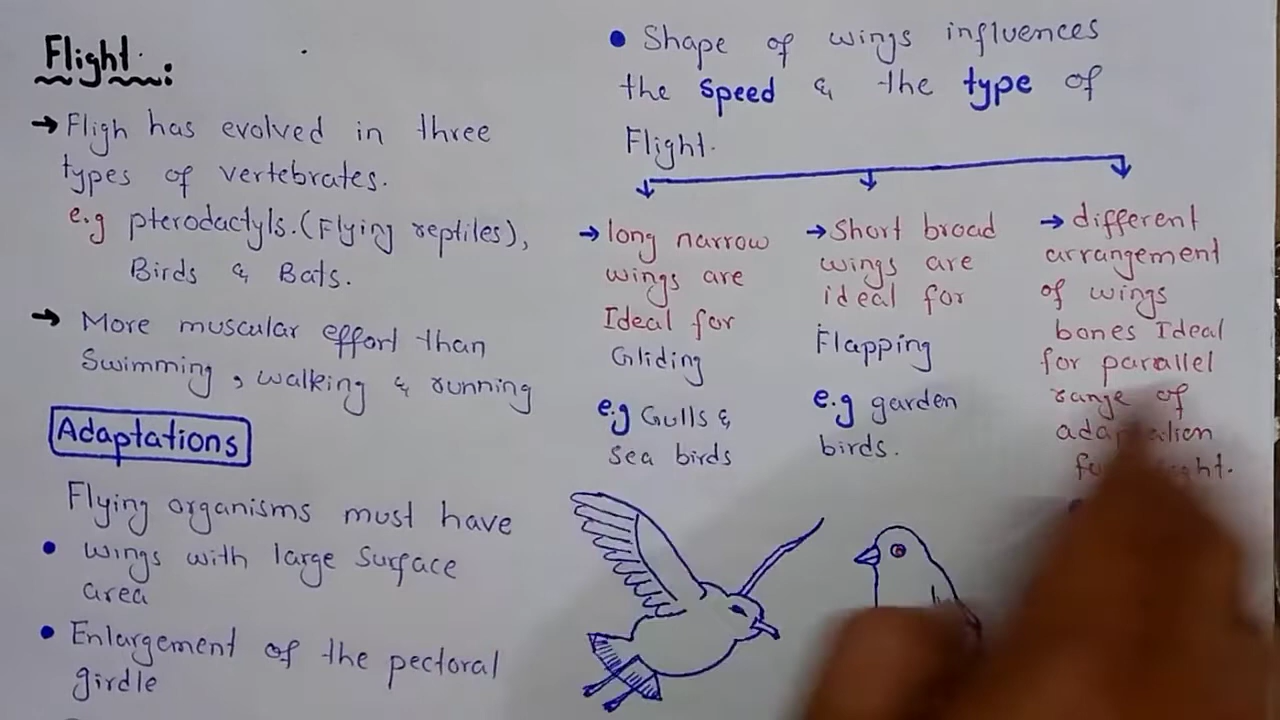 Flight:
→ Fligh has evolved in three
types of vertebrates.
e.g pterodactyls.(Flying reptiles),
Birds & Bats.
→ More muscular effort than
Swimming, walking & running
Adaptations
Flying organisms must have
• Wings with large surface
area
• Enlargement of the pectoral
girdle
• Shape of wings influences
the speed & the type of
Flight.
→ long narrow
wings are
Ideal for
Gliding
e.g Gulls &
Sea birds
→ Short broad
wings are
ideal for
Flapping
e.g garden
birds.
→ different
arrangement
of wings
bones Ideal
for parallel
range of